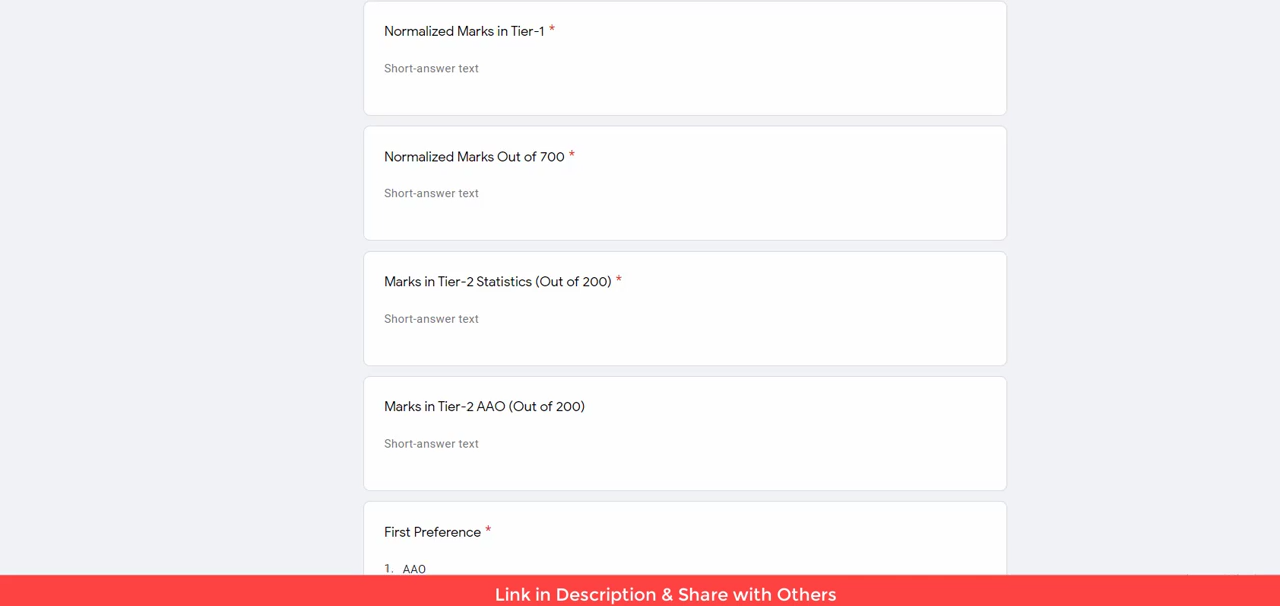 Normalized Marks in Tier-1 *
Short-answer text
Normalized Marks Out of 700 *
Short-answer text
Marks in Tier-2 Statistics (Out of 200) *
Short-answer text
Marks in Tier-2 AAO (Out of 200)
Short-answer text
First Preference *
1. AAO
Link in Description & Share with Others